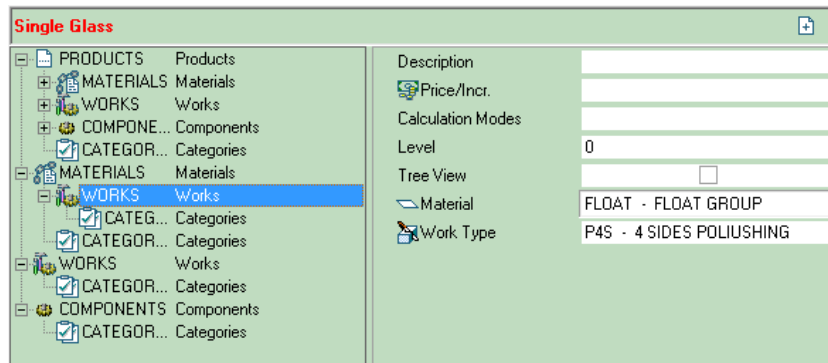 Single Glass
PRODUCTS Products
MATERIALS Materials
WORKS Works
COMPONE... Components
CATEGOR... Categories
MATERIALS Materials
WORKS Works
CATEG... Categories
CATEGOR... Categories
WORKS Works
CATEGOR... Categories
COMPONENTS Components
CATEGOR... Categories
Description
Price/Incr.
Calculation Modes
Level 0
Tree View
Material FLOAT - FLOAT GROUP
Work Type P4S - 4 SIDES POLIUSHING